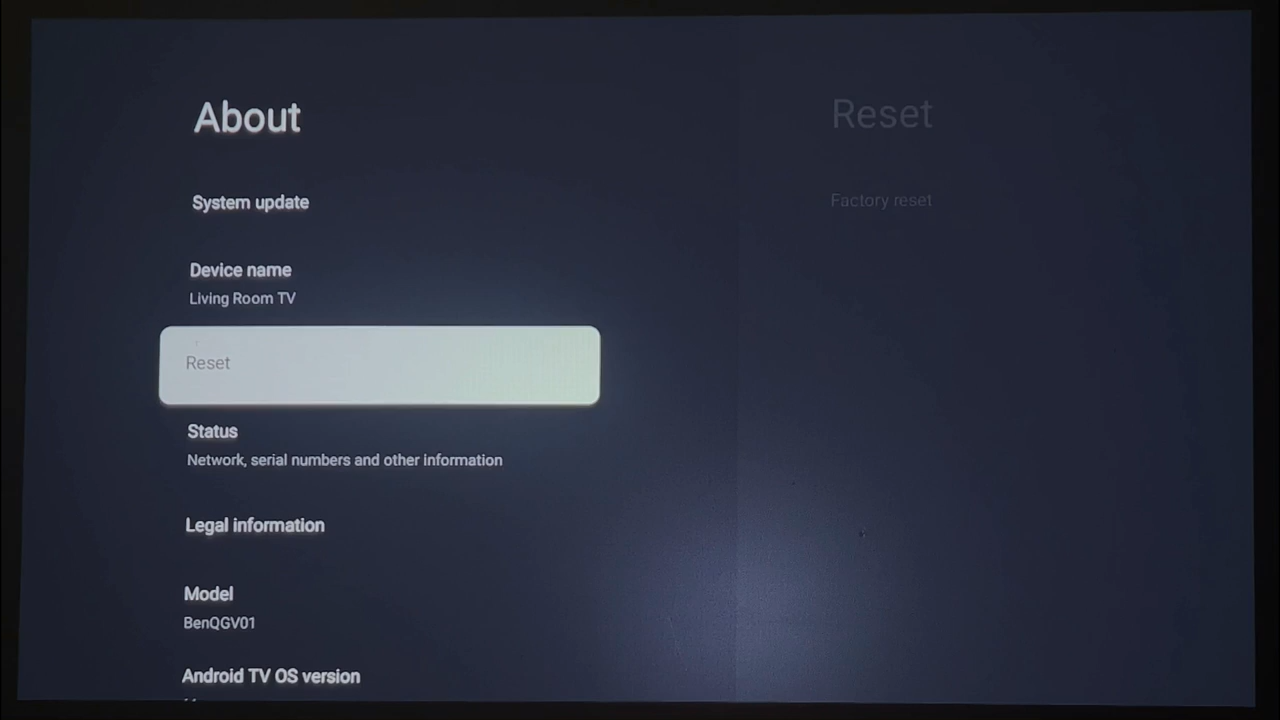 About
System update
Device name
Living Room TV
Reset
Status
Network, serial numbers and other information
Legal information
Model
BenQGV01
Android TV OS version
Reset
Factory reset